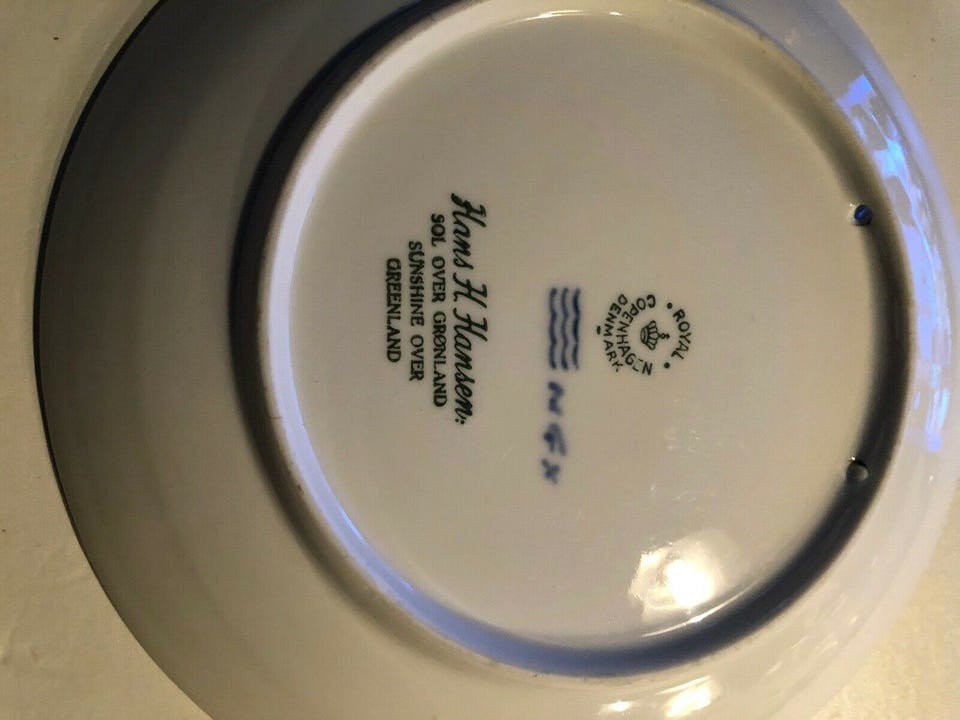 ROYAL
COPENHAGEN
DENMARK
Hans H. Hansen:
SOL OVER GRØNLAND
SUNSHINE OVER
GREENLAND